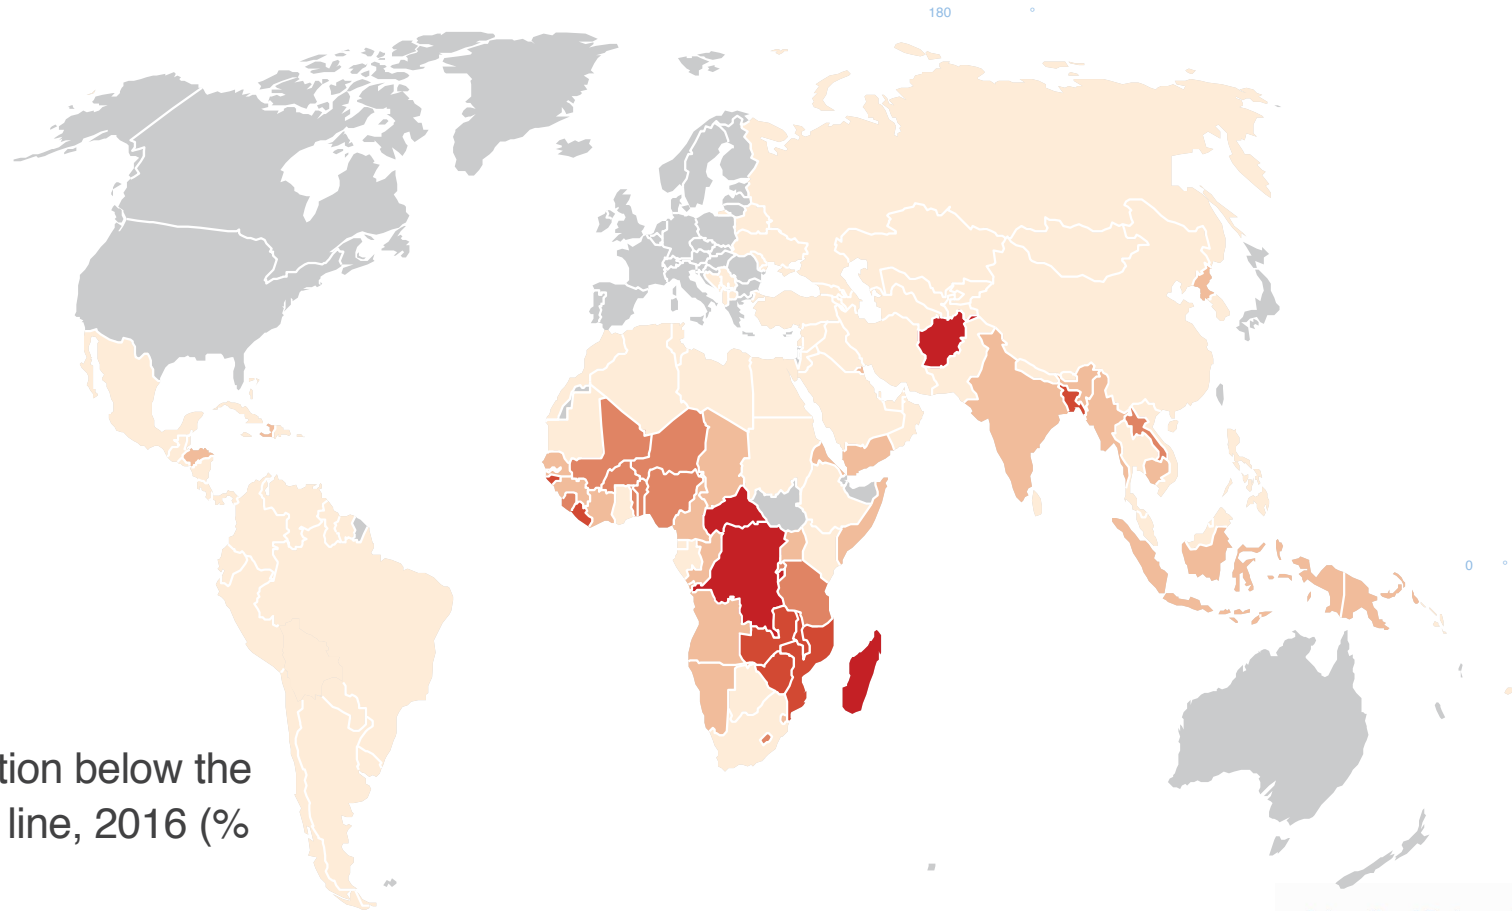 180 °
0 °
tion below the
line, 2016 (%